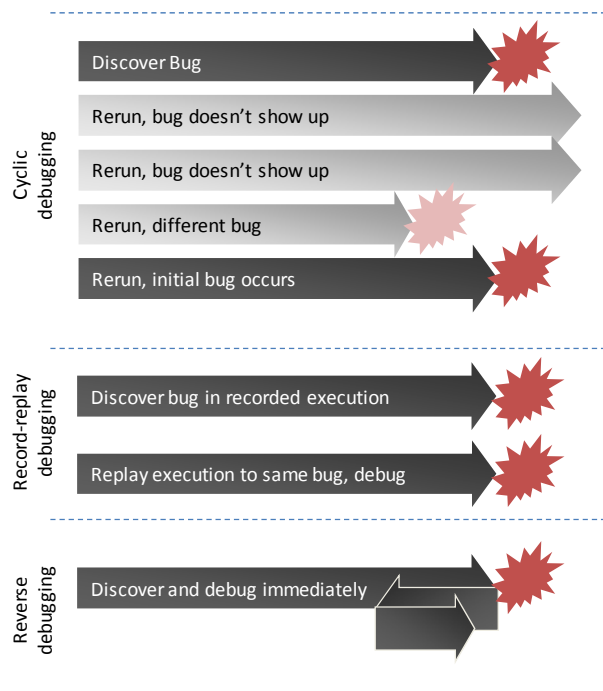 Cyclic
debugging
Discover Bug
Rerun, bug doesn’t show up
Rerun, bug doesn’t show up
Rerun, different bug
Rerun, initial bug occurs
Record-replay
debugging
Discover bug in recorded execution
Replay execution to same bug, debug
Reverse
debugging
Discover and debug immediately